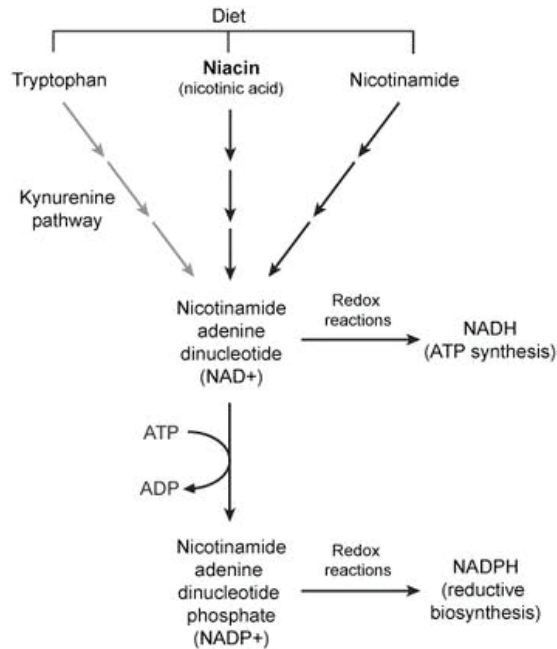 Diet
Tryptophan
Niacin
(nicotinic acid)
Nicotinamide
Kynurenine
pathway
Nicotinamide
adenine
dinucleotide
(NAD+)
Redox
reactions
NADH
(ATP synthesis)
ATP
ADP
Nicotinamide
adenine
dinucleotide
phosphate
(NADP+)
Redox
reactions
NADPH
(reductive
biosynthesis)